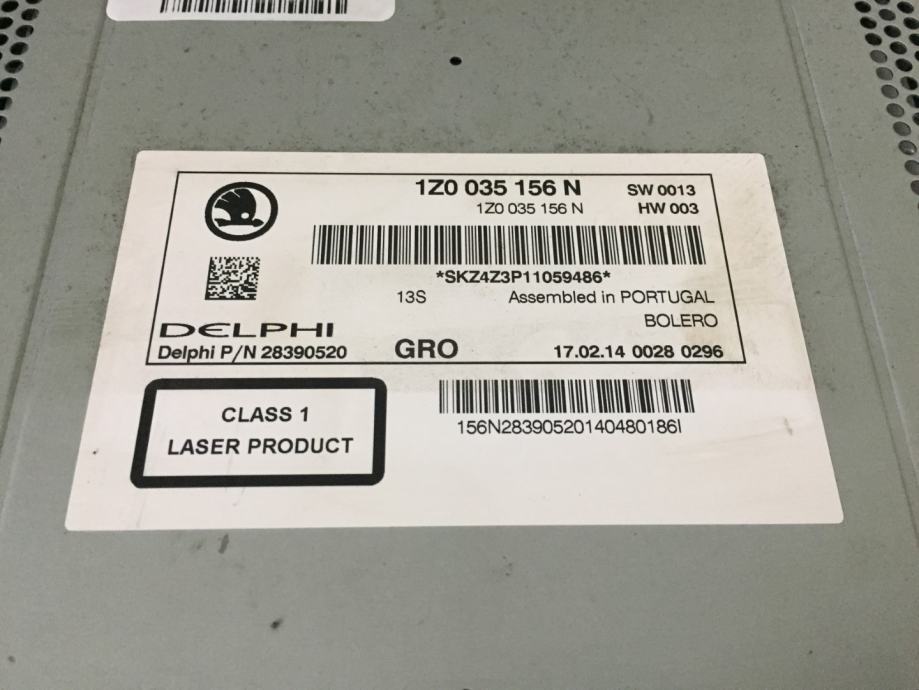 1Z0 035 156 N SW 0013
1Z0 035 156 N HW 003
*SKZ4Z3P11059486*
13S Assembled in PORTUGAL
BOLERO
DELPHI
Delphi P/N 28390520 GRO 17.02.14 0028 0296
CLASS 1
LASER PRODUCT
156N28390520140480186I